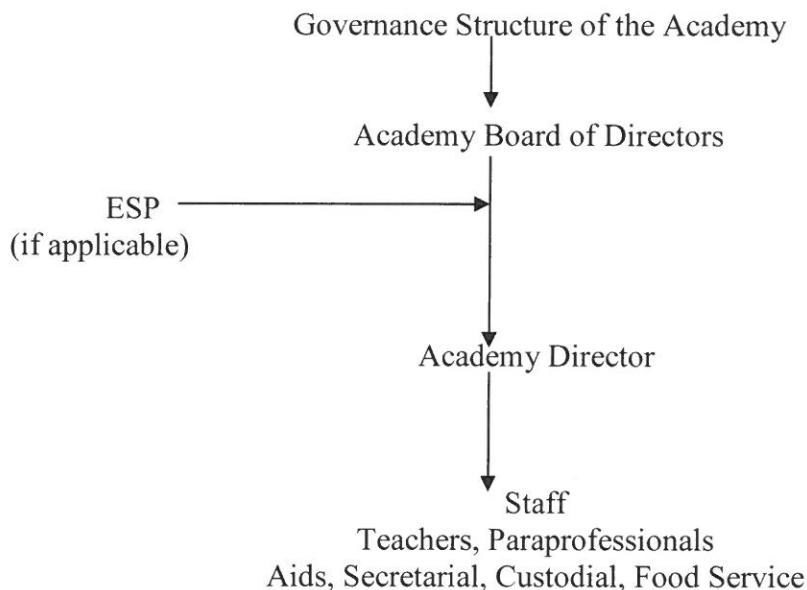 Governance Structure of the Academy
Academy Board of Directors
ESP
(if applicable)
Academy Director
Staff
Teachers, Paraprofessionals
Aids, Secretarial, Custodial, Food Service